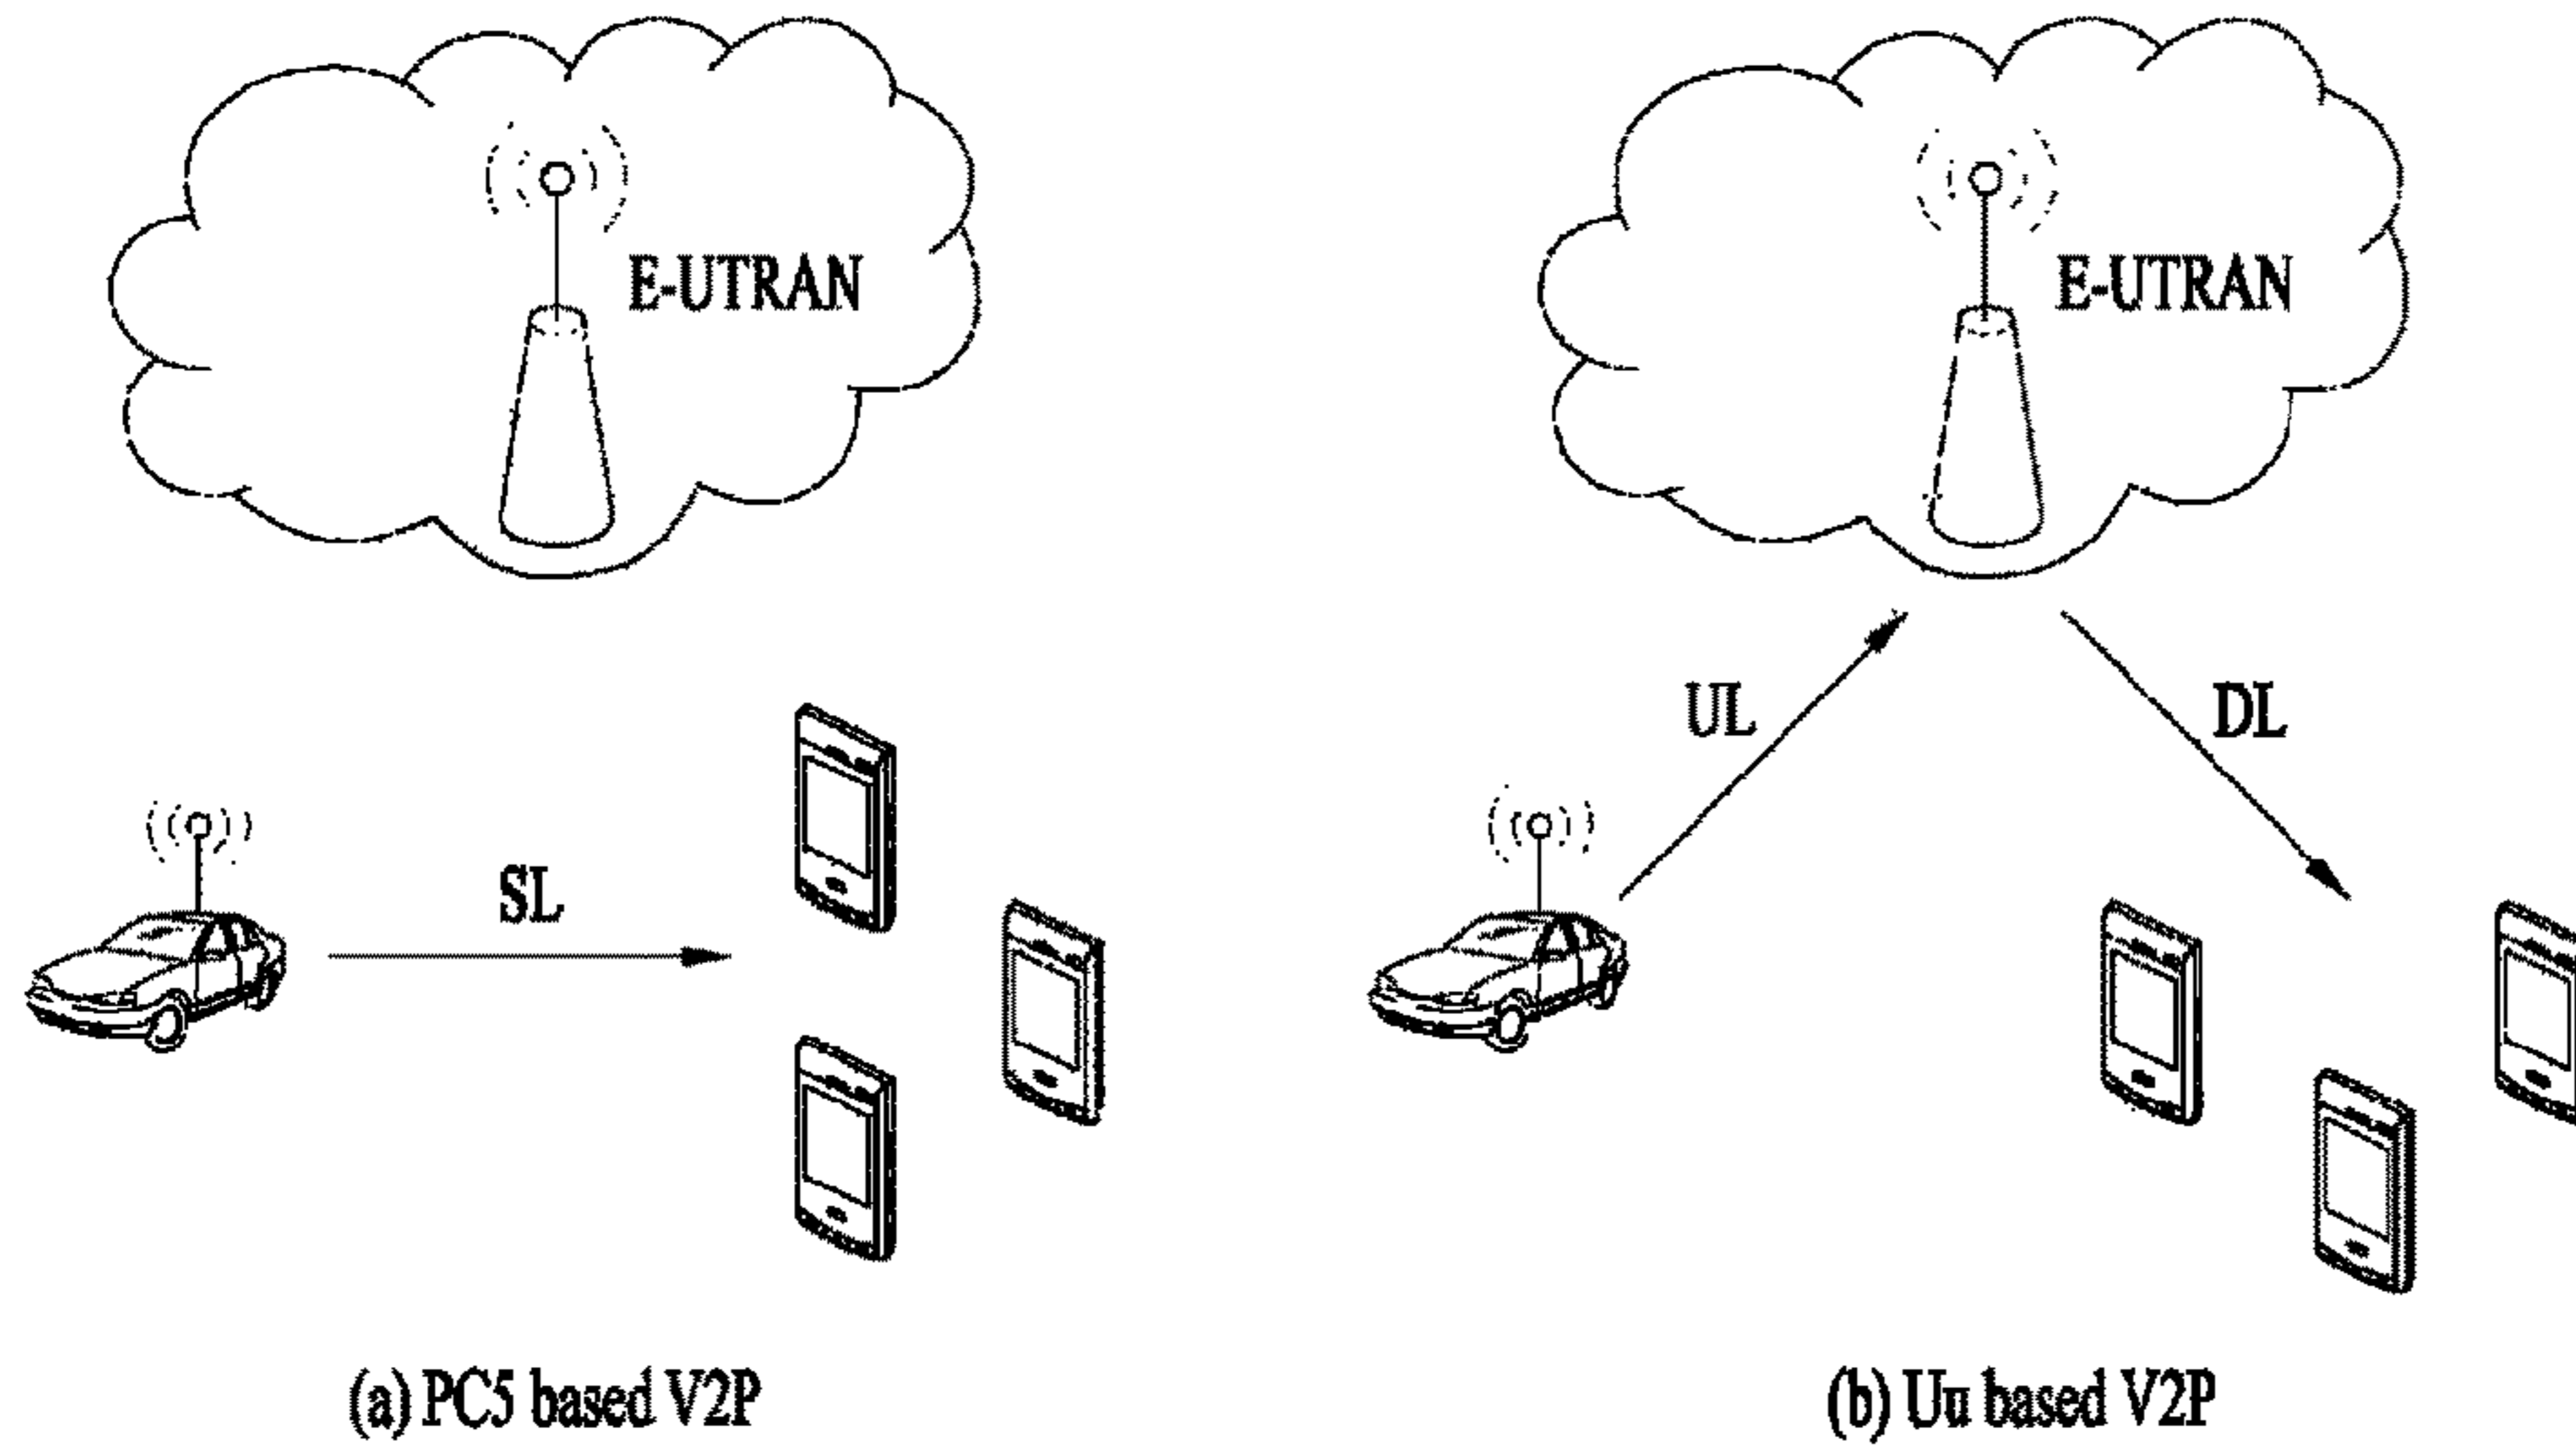 E-UTRAN
SL
(a) PC5 based V2P
E-UTRAN
UL
DL
(b) Uu based V2P